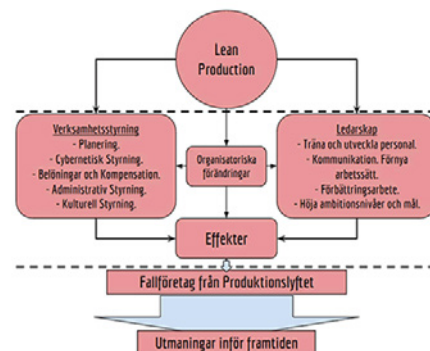 Lean
Production
Verksamhetsstyrning
- Planering.
- Cybernetisk Styrning.
- Belöningar och Kompensation.
- Administrativ Styrning.
- Kulturell Styrning.
Organisatoriska
förändringar
Ledarskap
- Träna och utveckla personal.
- Kommunikation. Förnya
arbetssätt.
- Förbättringsarbete.
- Höja ambitionsnivåer och mål.
Effekter
Fallföretag från Produktionslyftet
Utmaningar inför framtiden